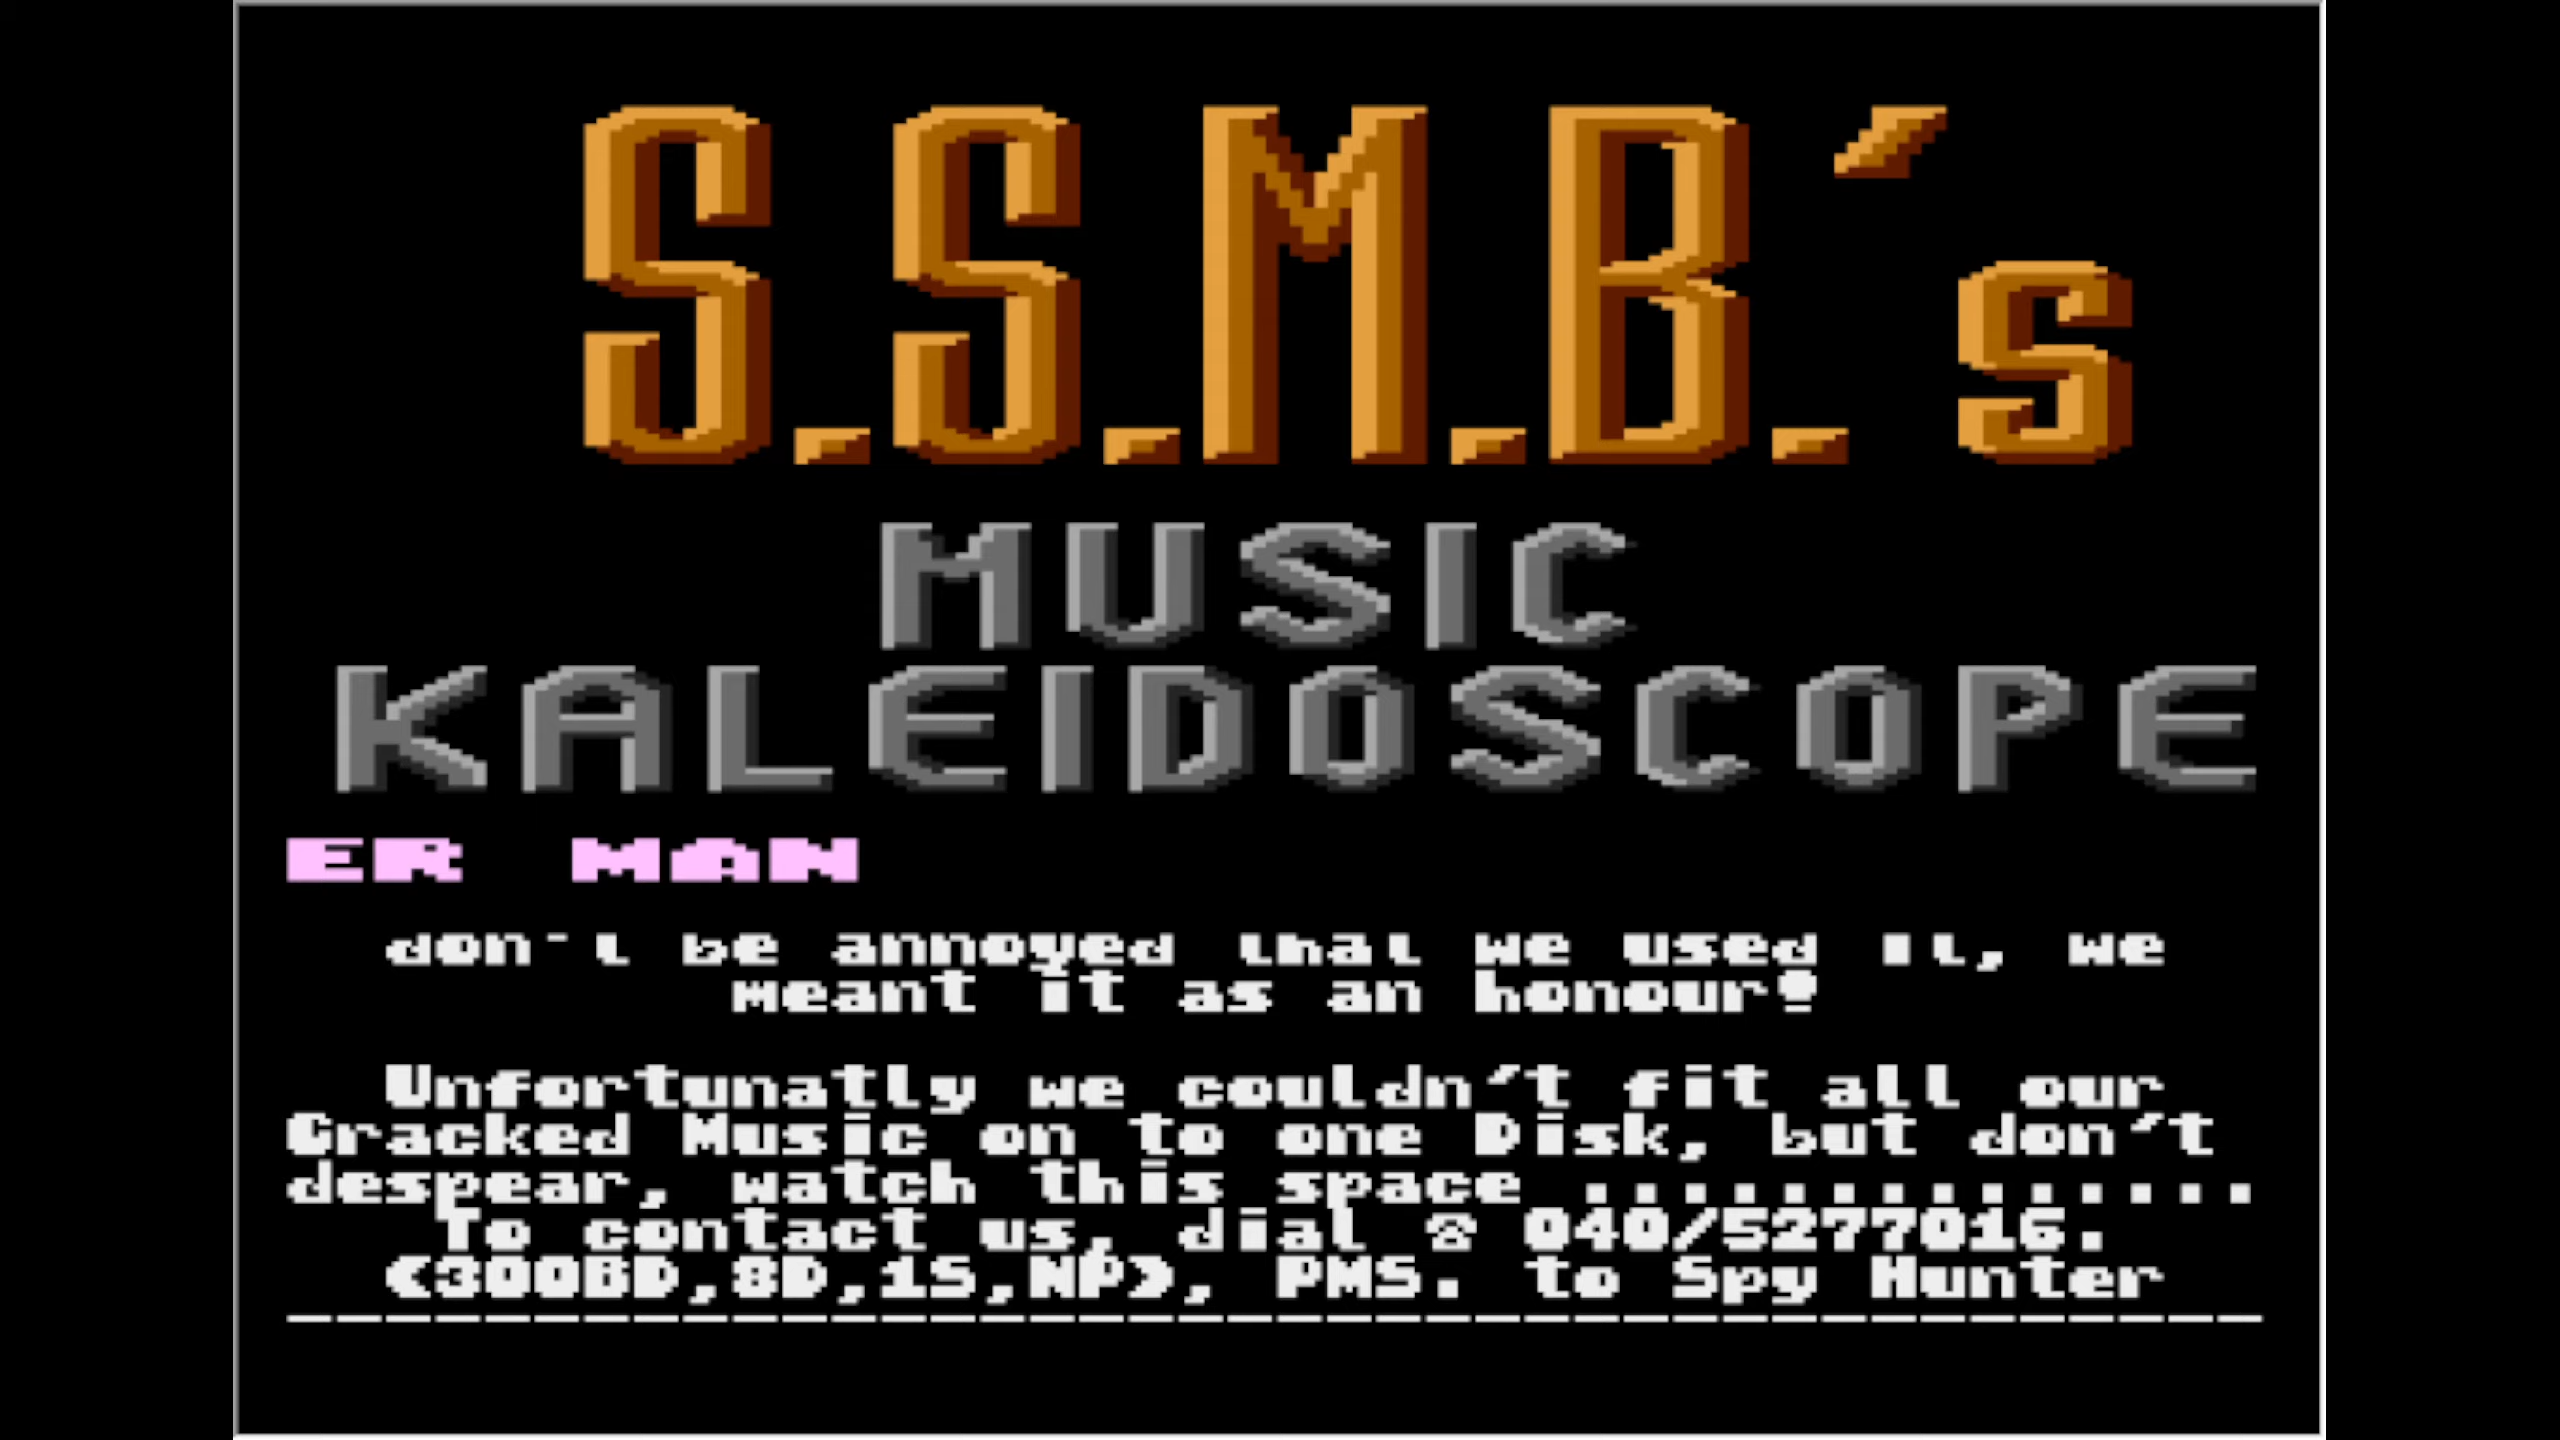 S.S.M.B.´s
MUSIC
KALEIDOSCOPE
ER MAN
don't be annoyed that we used it, we
meant it as an honour!
Unfortunatly we couldn't fit all our
Cracked Music on to one Disk, but don't
despear, watch this space ..............
To contact us, dial ☎ 040/5277016.
(300BD,8D,1S,NP), PMS. to Spy Hunter
----------------------------------------